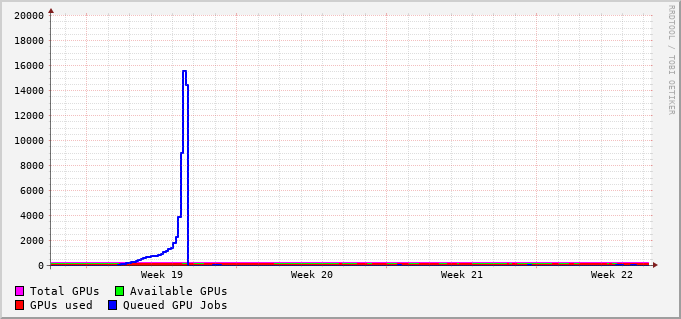 20000
18000
16000
14000
12000
10000
8000
6000
4000
2000
0
Week 19 Week 20 Week 21 Week 22
Total GPUs Available GPUs
GPUs used Queued GPU Jobs
RRDTOOL / TOBI OETIKER